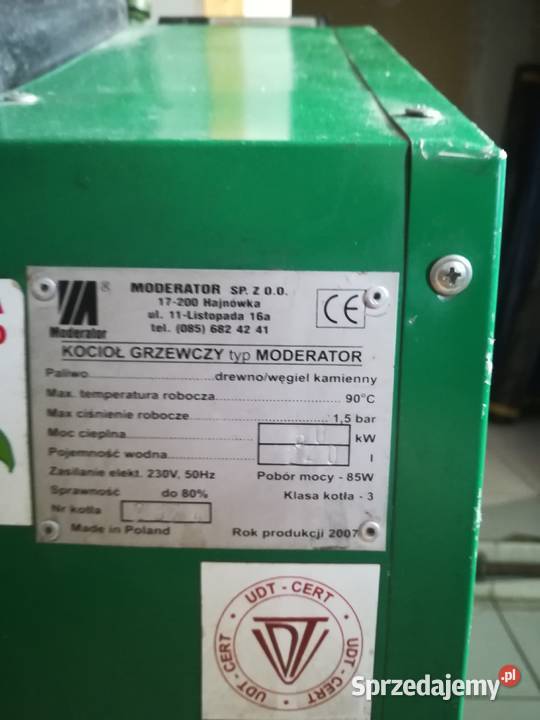 MODERATOR SP. Z O.O.
17-200 Hajnówka
ul. 11-Listopada 16a
tel. (085) 682 42 41
®
Moderator
CE
KOCIOŁ GRZEWCZY typ MODERATOR
Paliwo drewno/węgiel kamienny
Max. temperatura robocza 90°C
Max ciśnienie robocze 1,5 bar
Moc cieplna kW
Pojemność wodna l
Zasilanie elekt. 230V, 50Hz Pobór mocy - 85W
Sprawność do 80% Klasa kotła - 3
Nr kotła
Made in Poland Rok produkcji 2007
UDT - CERT
UDT
UDT - CERT
UDT - CERT
Sprzedajemy.pl